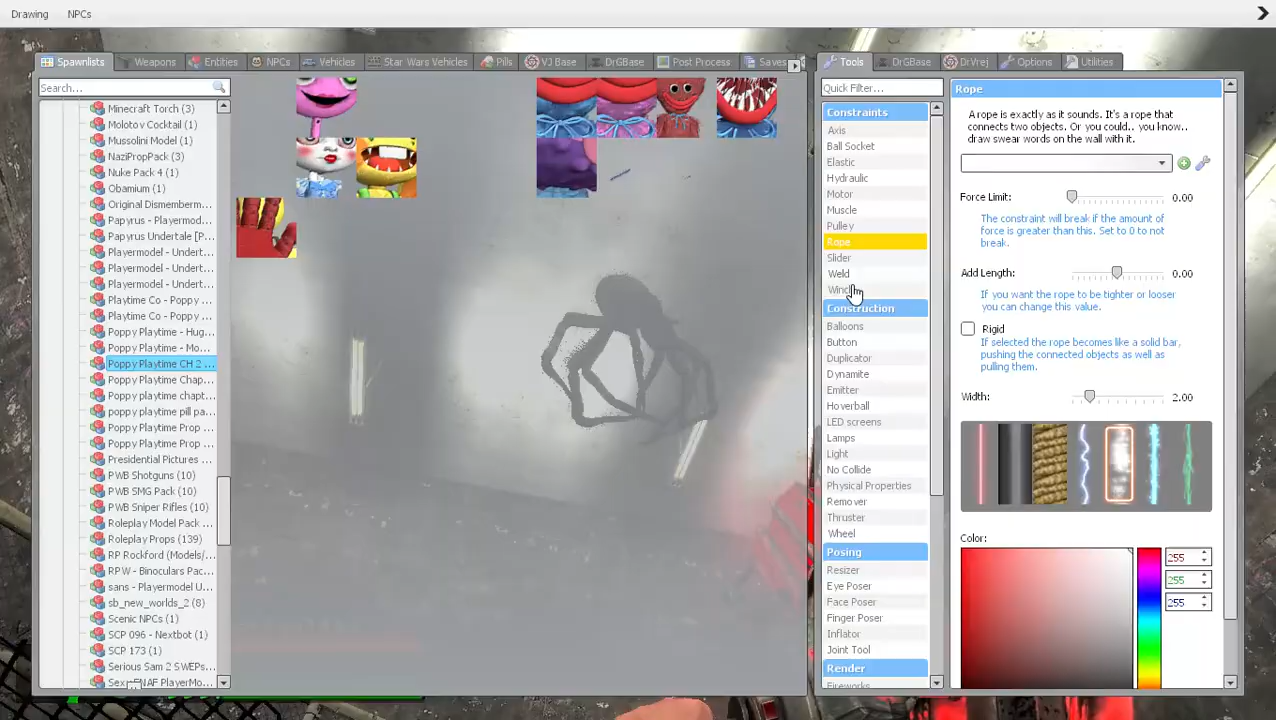 Drawing NPCs
Spawnlists Weapons Entities NPCs Vehicles Star Wars Vehicles Pills VJ Base DrGBase Post Process Saves
Search...
Minecraft Torch (3)
Molotov Cocktail (1)
Mussolini Model (1)
NaziPropPack (3)
Nuke Pack 4 (1)
Obamium (1)
Original Dismemberm...
Papyrus - Playermod...
Papyrus Undertale [P...
Playermodel - Undert...
Playermodel - Undert...
Playermodel - Undert...
Playtime Co - Poppy ...
Playtime Co - Poppy ...
Poppy Playtime - Hug...
Poppy Playtime - Mo...
Poppy Playtime CH 2 ...
Poppy Playtime Chap...
Poppy playtime chapt...
poppy playtime pill pa...
Poppy Playtime Prop ...
Poppy Playtime Prop ...
Presidential Pictures ...
PWB Shotguns (10)
PWB SMG Pack (10)
PWB Sniper Rifles (10)
Roleplay Model Pack ...
Roleplay Props (139)
RP Rockford (Models/...
RPW - Binoculars Pac...
sans - Playermodel U...
sb_new_worlds_2 (8)
Scenic NPCs (1)
SCP 096 - Nextbot (1)
SCP 173 (1)
Serious Sam 2 SWEPs...
Tools DrGBase DrVrej Options Utilities
Quick Filter...
Constraints
Axis
Ball Socket
Elastic
Hydraulic
Motor
Muscle
Pulley
Rope
Slider
Weld
Construction
Balloons
Button
Duplicator
Dynamite
Emitter
Hoverball
LED screens
Lamps
Light
No Collide
Physical Properties
Remover
Thruster
Wheel
Posing
Resizer
Eye Poser
Face Poser
Finger Poser
Inflator
Joint Tool
Render
Fireworks
Rope
A rope is exactly as it sounds. It's a rope that
connects two objects. Or you could.. you know..
draw swear words on the wall with it.
Force Limit: 0.00
The constraint will break if the amount of
force is greater than this. Set to 0 to not
break.
Add Length: 0.00
If you want the rope to be tighter or looser
you can change this value.
Rigid
If selected the rope becomes like a solid bar,
pushing the connected objects as well as
pulling them.
Width: 2.00
Color:
255
255
255